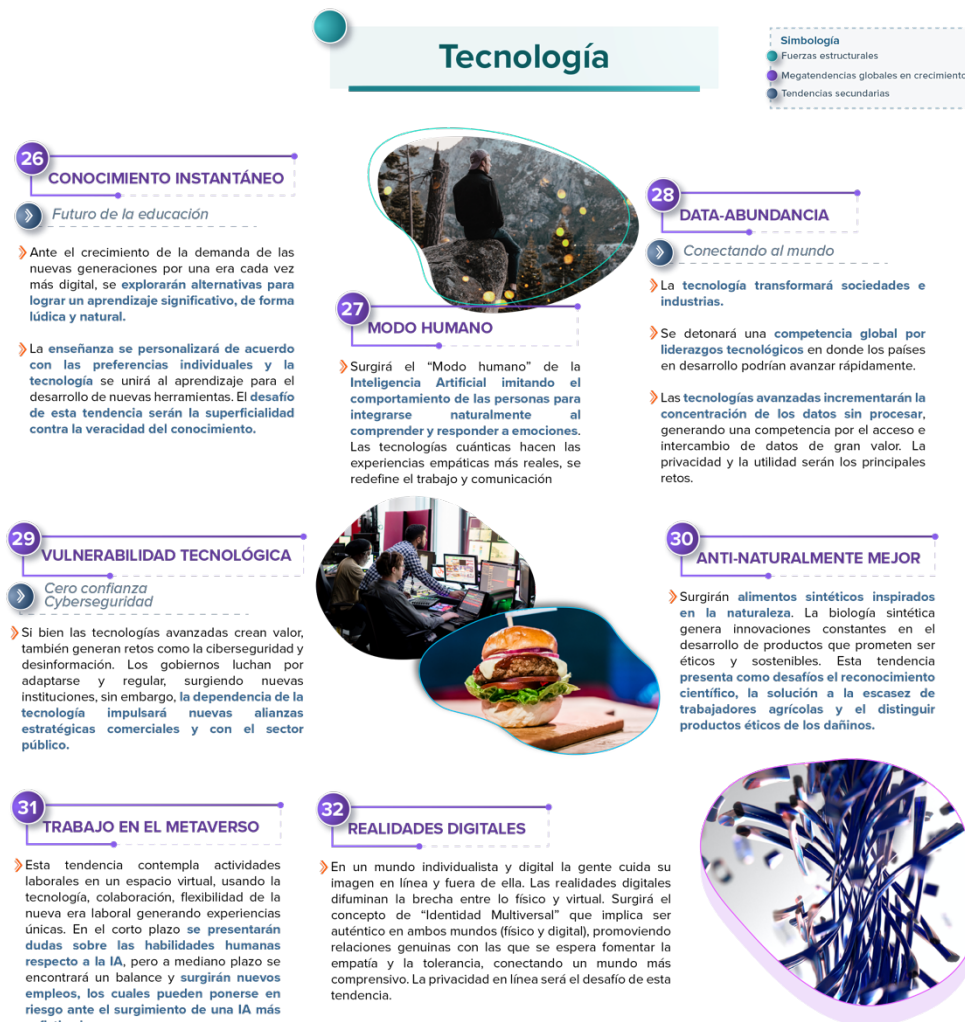 Tecnología
Simbología
Fuerzas estructurales
Megatendencias globales en crecimiento
Tendencias secundarias
26
CONOCIMIENTO INSTANTÁNEO
Futuro de la educación
Ante el crecimiento de la demanda de las
nuevas generaciones por una era cada vez
más digital, se explorarán alternativas para
lograr un aprendizaje significativo, de forma
lúdica y natural.
La enseñanza se personalizará de acuerdo
con las preferencias individuales y la
tecnología se unirá al aprendizaje para el
desarrollo de nuevas herramientas. El desafío
de esta tendencia serán la superficialidad
contra la veracidad del conocimiento.
27
MODO HUMANO
Surgirá el “Modo humano” de la
Inteligencia Artificial imitando el
comportamiento de las personas para
integrarse naturalmente al
comprender y responder a emociones.
Las tecnologías cuánticas hacen las
experiencias empáticas más reales, se
redefine el trabajo y comunicación
28
DATA-ABUNDANCIA
Conectando al mundo
La tecnología transformará sociedades e
industrias.
Se detonará una competencia global por
liderazgos tecnológicos en donde los países
en desarrollo podrían avanzar rápidamente.
Las tecnologías avanzadas incrementarán la
concentración de los datos sin procesar,
generando una competencia por el acceso e
intercambio de datos de gran valor. La
privacidad y la utilidad serán los principales
retos.
29
VULNERABILIDAD TECNOLÓGICA
Cero confianza
Cyberseguridad
Si bien las tecnologías avanzadas crean valor,
también generan retos como la ciberseguridad y
desinformación. Los gobiernos luchan por
adaptarse y regular, surgiendo nuevas
instituciones, sin embargo, la dependencia de la
tecnología impulsará nuevas alianzas
estratégicas comerciales y con el sector
público.
30
ANTI-NATURALMENTE MEJOR
Surgirán alimentos sintéticos inspirados
en la naturaleza. La biología sintética
genera innovaciones constantes en el
desarrollo de productos que prometen ser
éticos y sostenibles. Esta tendencia
presenta como desafíos el reconocimiento
científico, la solución a la escasez de
trabajadores agrícolas y el distinguir
productos éticos de los dañinos.
31
TRABAJO EN EL METAVERSO
Esta tendencia contempla actividades
laborales en un espacio virtual, usando la
tecnología, colaboración, flexibilidad de la
nueva era laboral generando experiencias
únicas. En el corto plazo se presentarán
dudas sobre las habilidades humanas
respecto a la IA, pero a mediano plazo se
encontrará un balance y surgirán nuevos
empleos, los cuales pueden ponerse en
riesgo ante el surgimiento de una IA más
32
REALIDADES DIGITALES
En un mundo individualista y digital la gente cuida su
imagen en línea y fuera de ella. Las realidades digitales
difuminan la brecha entre lo físico y virtual. Surgirá el
concepto de “Identidad Multiversal” que implica ser
auténtico en ambos mundos (físico y digital), promoviendo
relaciones genuinas con las que se espera fomentar la
empatía y la tolerancia, conectando un mundo más
comprensivo. La privacidad en línea será el desafío de esta
tendencia.